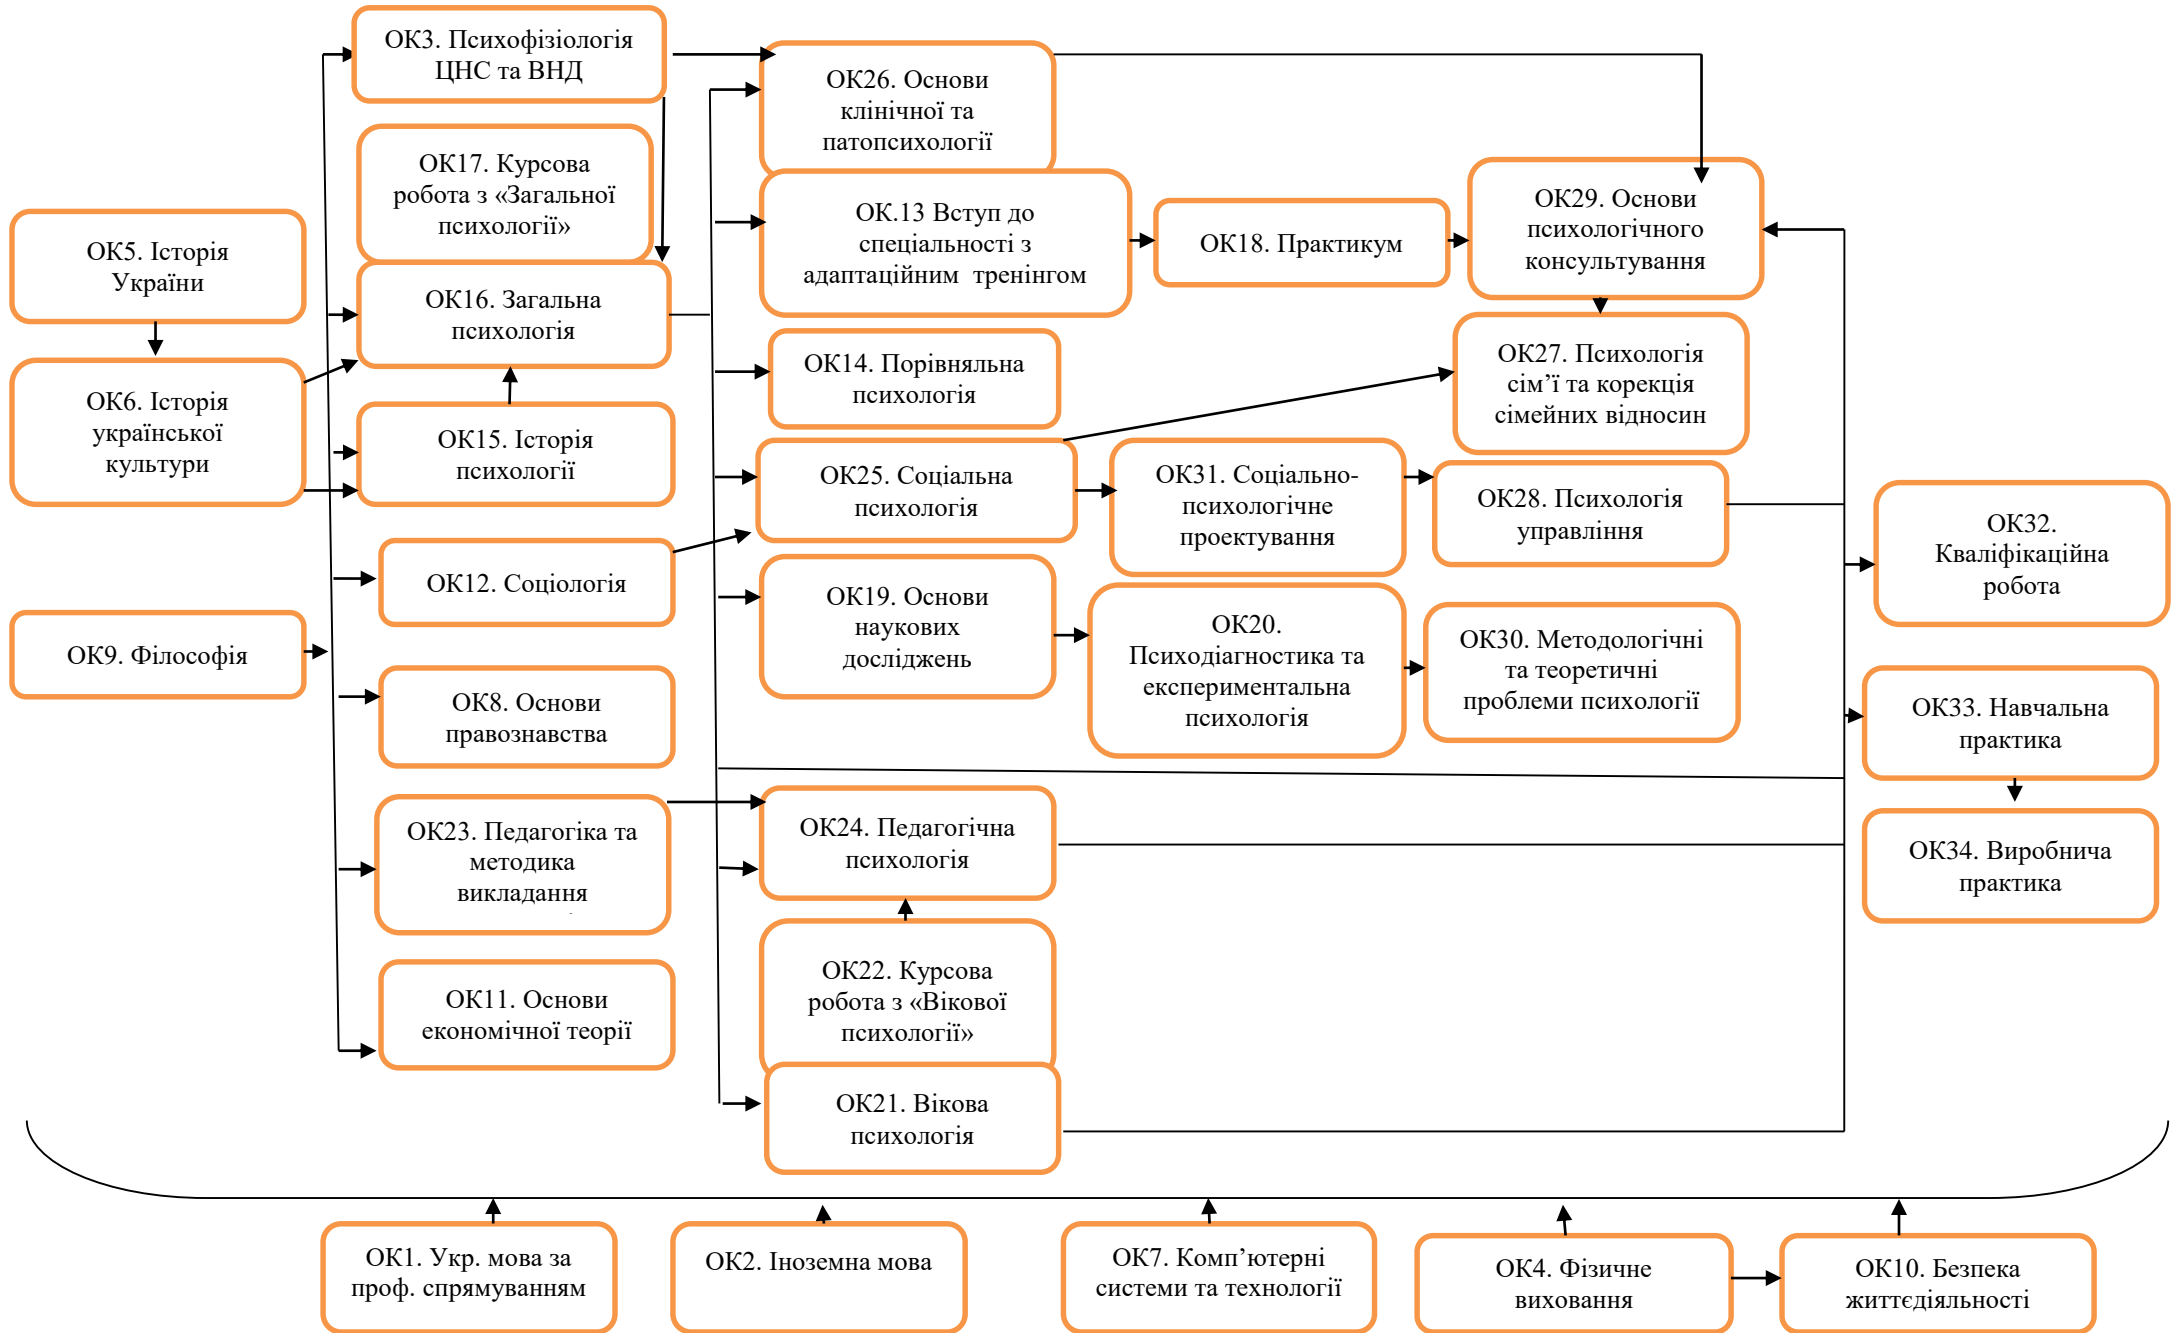 ОК3. Психофізіологія
ЦНС та ВНД
ОК17. Курсова
робота з «Загальної
психології»
ОК16. Загальна
психологія
ОК5. Історія
України
ОК6. Історія
української
культури
ОК15. Історія
психології
ОК12. Соціологія
ОК9. Філософія
ОК8. Основи
правознавства
ОК23. Педагогіка та
методика
викладання
ОК11. Основи
економічної теорії
ОК26. Основи
клінічної та
патопсихології
ОК.13 Вступ до
спеціальності з
адаптаційним  тренінгом
ОК18. Практикум
ОК29. Основи
психологічного
консультування
ОК14. Порівняльна
психологія
ОК27. Психологія
сім’ї та корекція
сімейних відносин
ОК25. Соціальна
психологія
ОК31. Соціально-
психологічне
проектування
ОК28. Психологія
управління
ОК19. Основи
наукових
досліджень
ОК20.
Психодіагностика та
експериментальна
психологія
ОК30. Методологічні
та теоретичні
проблеми психології
ОК24. Педагогічна
психологія
ОК22. Курсова
робота з «Вікової
психології»
ОК21. Вікова
психологія
ОК32.
Кваліфікаційна
робота
ОК33. Навчальна
практика
ОК34. Виробнича
практика
ОК1. Укр. мова за
проф. спрямуванням
ОК2. Іноземна мова
ОК7. Комп’ютерні
системи та технології
ОК4. Фізичне
виховання
ОК10. Безпека
життєдіяльності